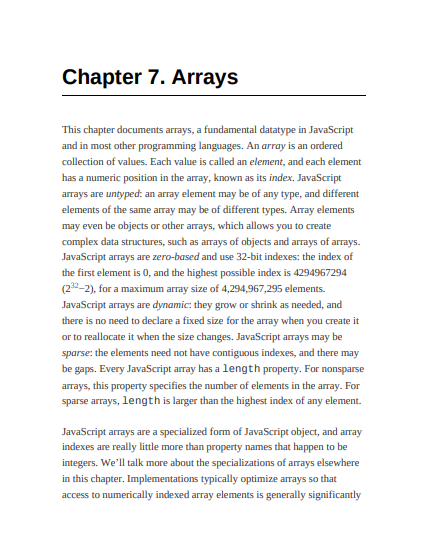 Chapter 7. Arrays
This chapter documents arrays, a fundamental datatype in JavaScript
and in most other programming languages. An array is an ordered
collection of values. Each value is called an element, and each element
has a numeric position in the array, known as its index. JavaScript
arrays are untyped: an array element may be of any type, and different
elements of the same array may be of different types. Array elements
may even be objects or other arrays, which allows you to create
complex data structures, such as arrays of objects and arrays of arrays.
JavaScript arrays are zero-based and use 32-bit indexes: the index of
the first element is 0, and the highest possible index is 4294967294
(2³²−2), for a maximum array size of 4,294,967,295 elements.
JavaScript arrays are dynamic: they grow or shrink as needed, and
there is no need to declare a fixed size for the array when you create it
or to reallocate it when the size changes. JavaScript arrays may be
sparse: the elements need not have contiguous indexes, and there may
be gaps. Every JavaScript array has a length property. For nonsparse
arrays, this property specifies the number of elements in the array. For
sparse arrays, length is larger than the highest index of any element.
JavaScript arrays are a specialized form of JavaScript object, and array
indexes are really little more than property names that happen to be
integers. We’ll talk more about the specializations of arrays elsewhere
in this chapter. Implementations typically optimize arrays so that
access to numerically indexed array elements is generally significantly